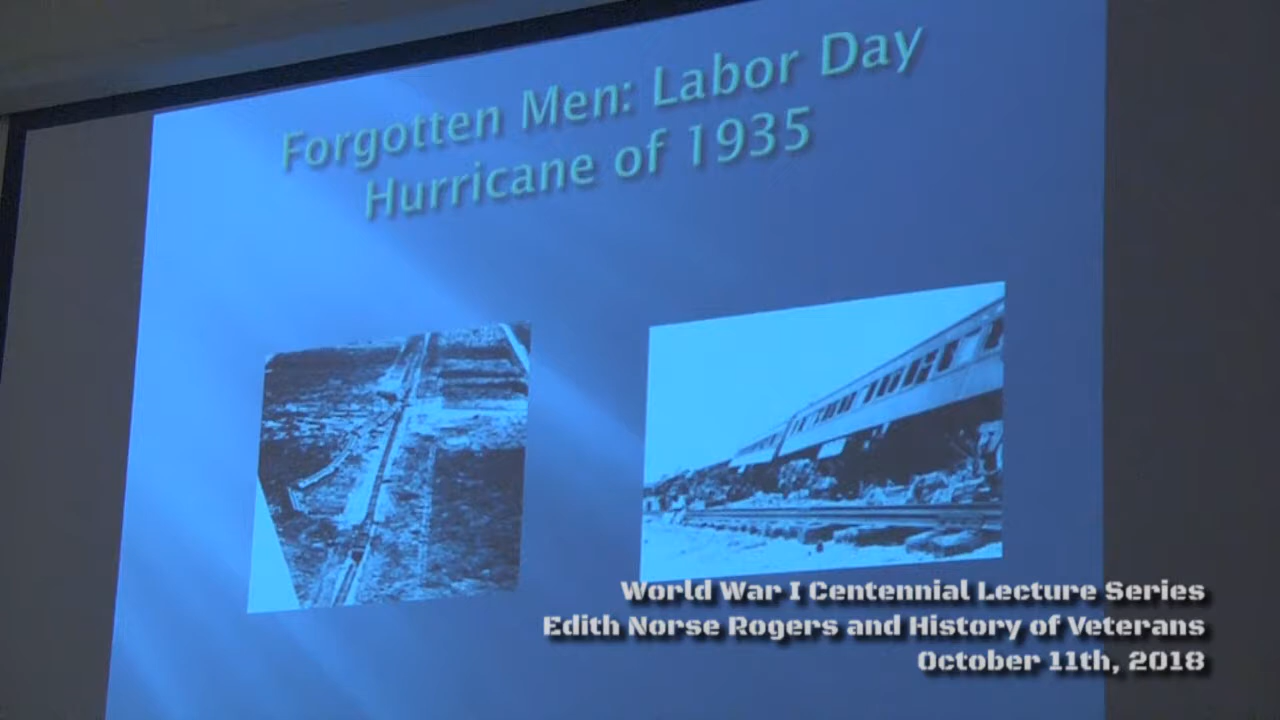 Forgotten Men: Labor Day
Hurricane of 1935
World War I Centennial Lecture Series
Edith Norse Rogers and History of Veterans
October 11th, 2018